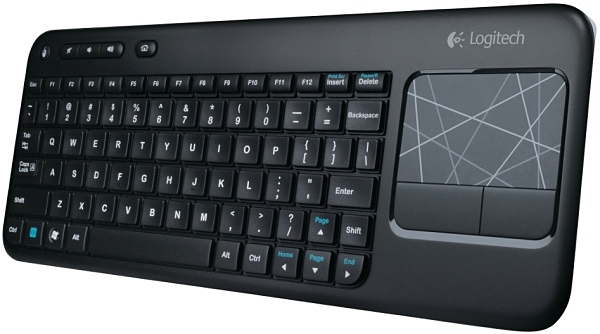 Logitech
Esc F1 F2 F3 F4 F5 F6 F7 F8 F9 F10 F11 F12 Insert Delete
! 1 @ 2 # 3 $ 4 % 5 ^ 6 & 7 * 8 ( 9 ) 0 — - + = Backspace
Tab Q W E R T Y U I O P { [ } ] | \
Caps Lock A S D F G H J K L : ; " ' Enter
Shift Z X C V B N M < , > . ? / Page Shift
Ctrl Alt Alt Ctrl Home Page End